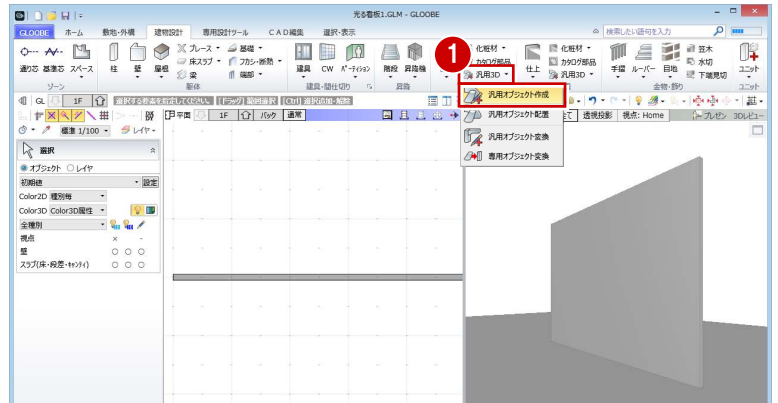 光る看板1.GLM - GLOOBE
GLOOBE ホーム 敷地・外構 建物設計 専用設計ツール CAD編集 選択・表示 検索したい語句を入力
通り芯 基準芯 スペース 柱 壁 屋根 ブレース 床スラブ 梁 基礎 フカシ・断熱 端部 建具 CW パーテイション 階段 昇降機 化粧材 カタログ部品 汎用3D 仕上 化粧材 カタログ部品 汎用3D 手摺 ルーバー 目地 笠木 水切 下端見切 ユニット
ゾーン 躯体 建具・間仕切り 昇降 金物・飾り ユニット
1
GL 1F 選択する要素を指定してください。 [ドラッグ] 範囲選択 [Ctrl] 選択追加・解除
標準 1/100 レイヤ
平面 1F バック 通常
透視投影 視点: Home プレゼン 3Dビュー
汎用オブジェクト作成
汎用オブジェクト配置
汎用オブジェクト変換
専用オブジェクト変換
選択
オブジェクト レイヤ
初期値 設定
Color2D 種別毎
Color3D Color3D属性
全種別
視点 × -
壁 ○ ○ ○
スラブ(床・段差・キャンティ) ○ ○ ○